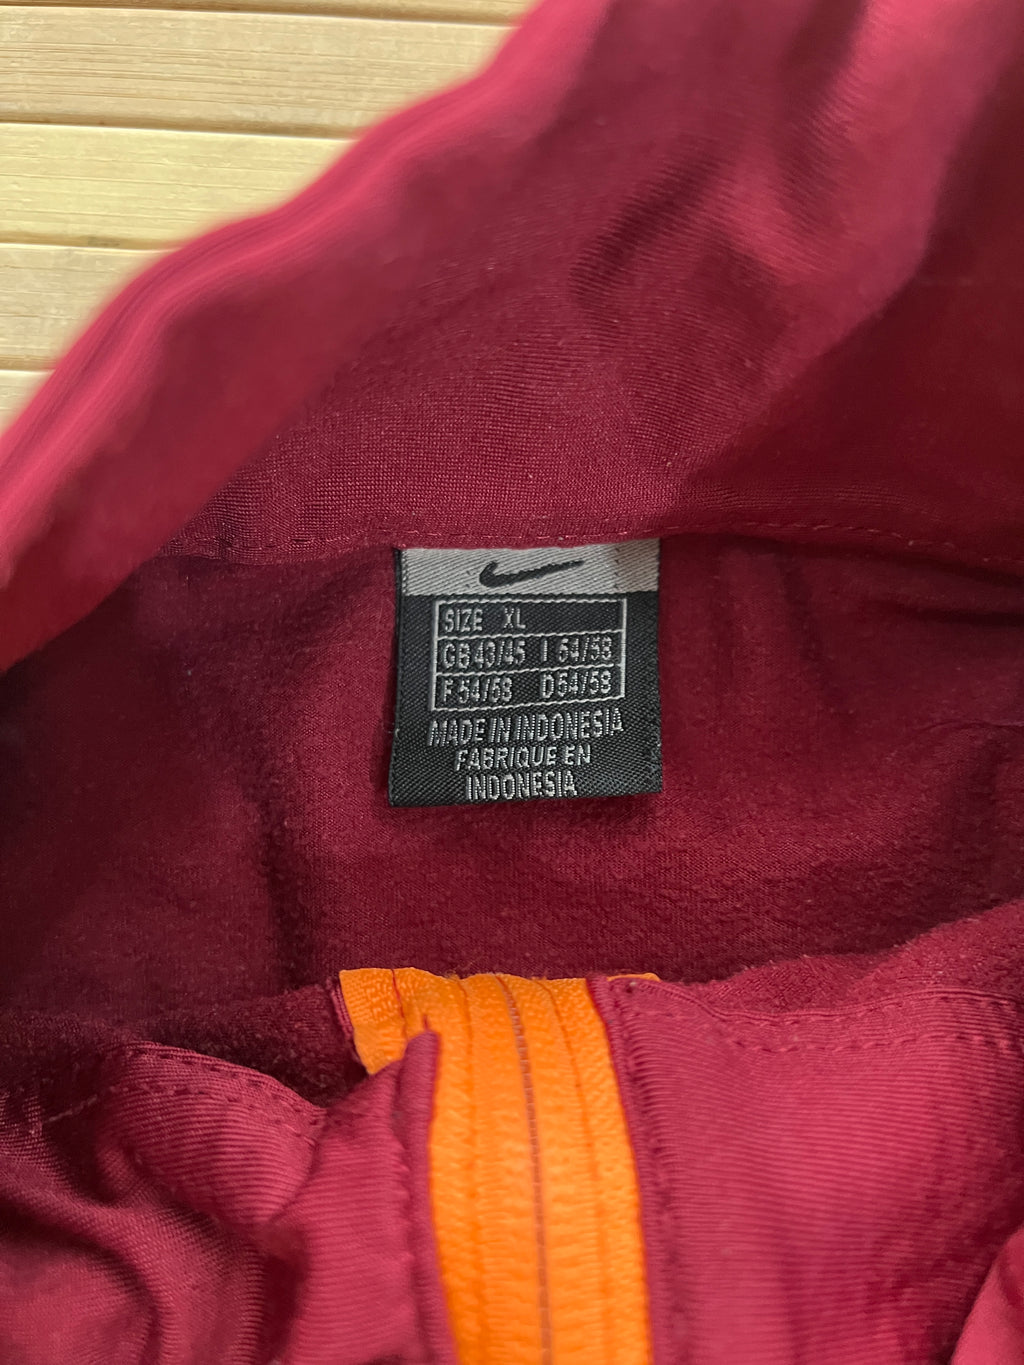 SIZE XL
GB 43/45 I 54/58
F 54/58 D 54/58
MADE IN INDONESIA
FABRIQUE EN
INDONESIA